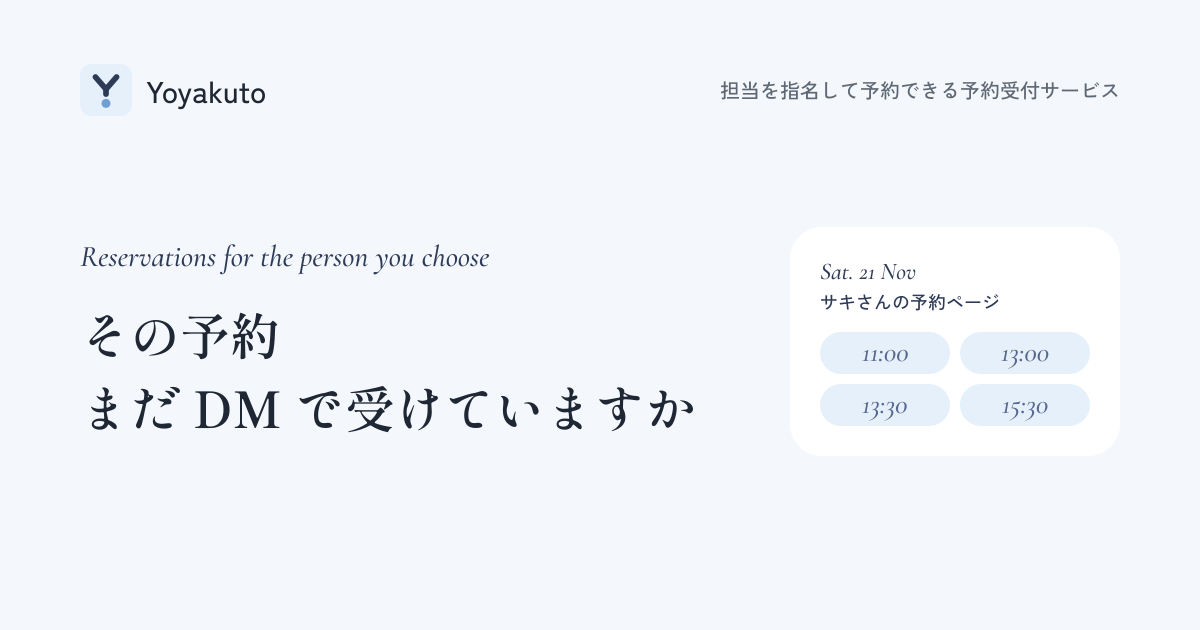 Yoyakuto
担当を指名して予約できる予約受付サービス
Reservations for the person you choose
その予約
まだ DM で受けていますか
Sat. 21 Nov
サキさんの予約ページ
11:00
13:00
13:30
15:30